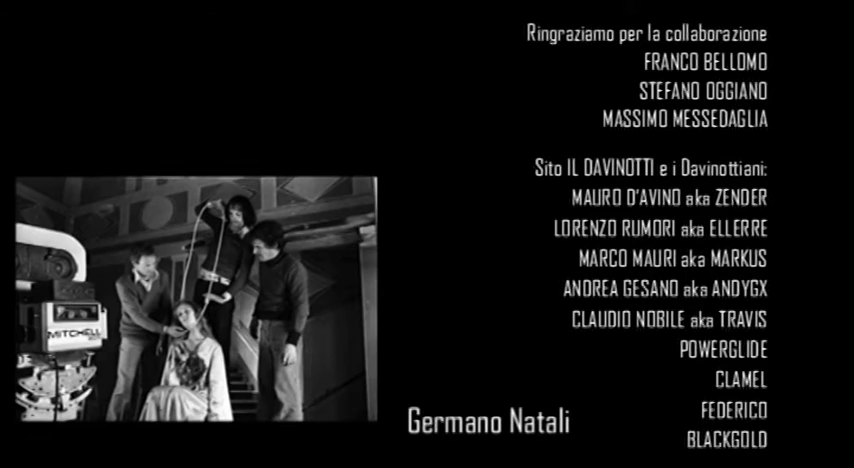 Ringraziamo per la collaborazione
FRANCO BELLOMO
STEFANO OGGIANO
MASSIMO MESSEDAGLIA
Sito IL DAVINOTTI e i Davinottiani:
MAURO D'AVINO aka ZENDER
LORENZO RUMORI aka ELLERRE
MARCO MAURI aka MARKUS
ANDREA GESANO aka ANDYGX
CLAUDIO NOBILE aka TRAVIS
POWERGLIDE
CLAMEL
FEDERICO
BLACKGOLD
MITCHELL
Germano Natali